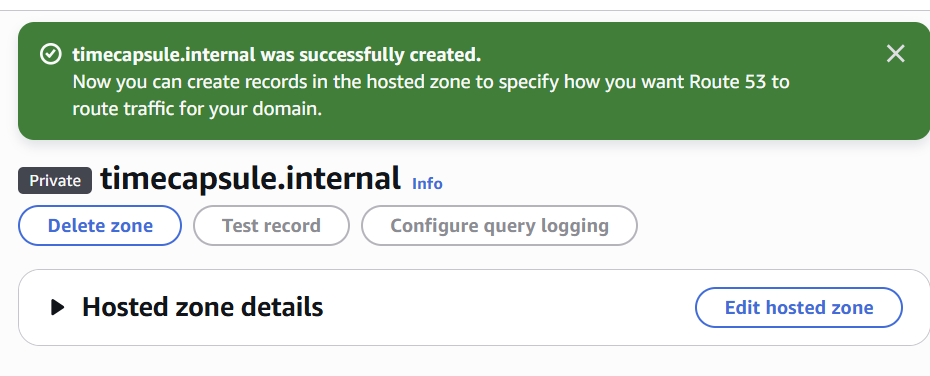 timecapsule.internal was successfully created.
Now you can create records in the hosted zone to specify how you want Route 53 to
route traffic for your domain.
Private timecapsule.internal Info
Delete zone Test record Configure query logging
Hosted zone details Edit hosted zone